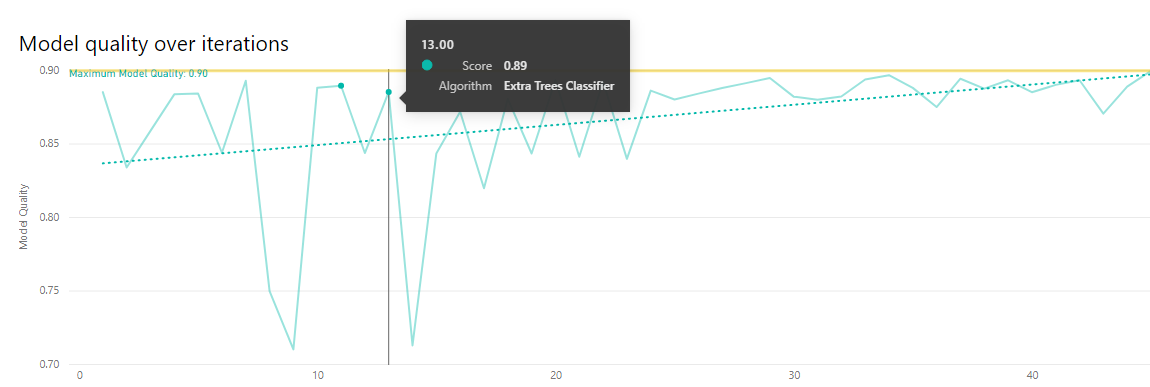 Model quality over iterations
13.00
Score 0.89
Algorithm Extra Trees Classifier
0.90
Maximum Model Quality: 0.90
0.85
0.80
0.75
0.70
Model Quality
0 10 20 30 40